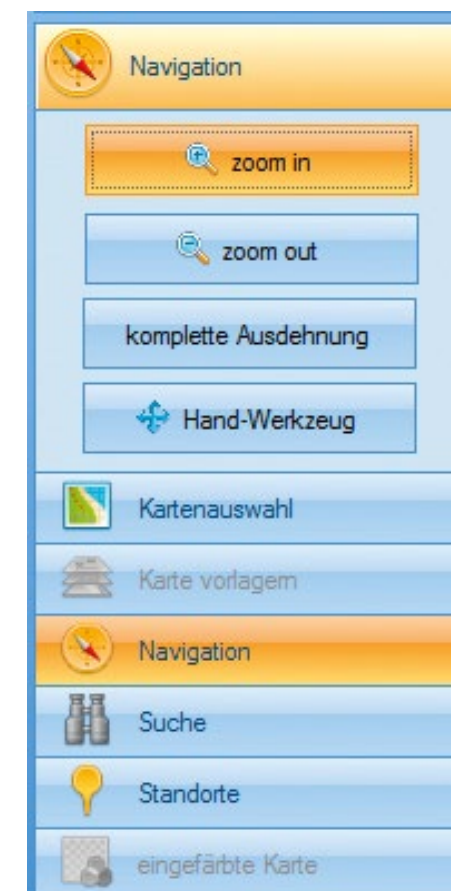 Navigation
zoom in
zoom out
komplette Ausdehnung
Hand-Werkzeug
Kartenauswahl
Karte vorlagern
Navigation
Suche
Standorte
eingefärbte Karte